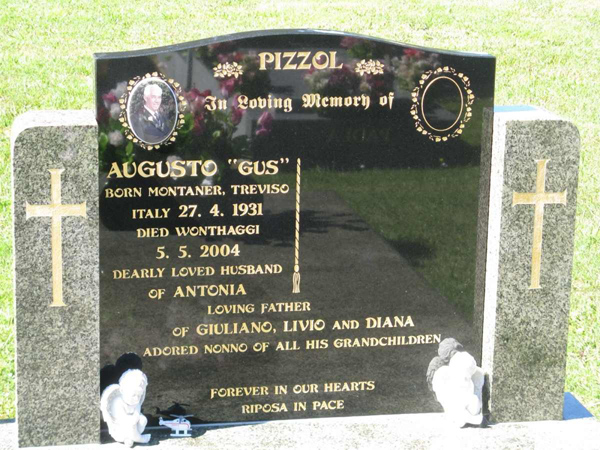 PIZZOL
In Loving Memory of
AUGUSTO "GUS"
BORN MONTANER, TREVISO
ITALY 27. 4. 1931
DIED WONTHAGGI
5. 5. 2004
DEARLY LOVED HUSBAND
OF ANTONIA
LOVING FATHER
OF GIULIANO, LIVIO AND DIANA
ADORED NONNO OF ALL HIS GRANDCHILDREN
FOREVER IN OUR HEARTS
RIPOSA IN PACE